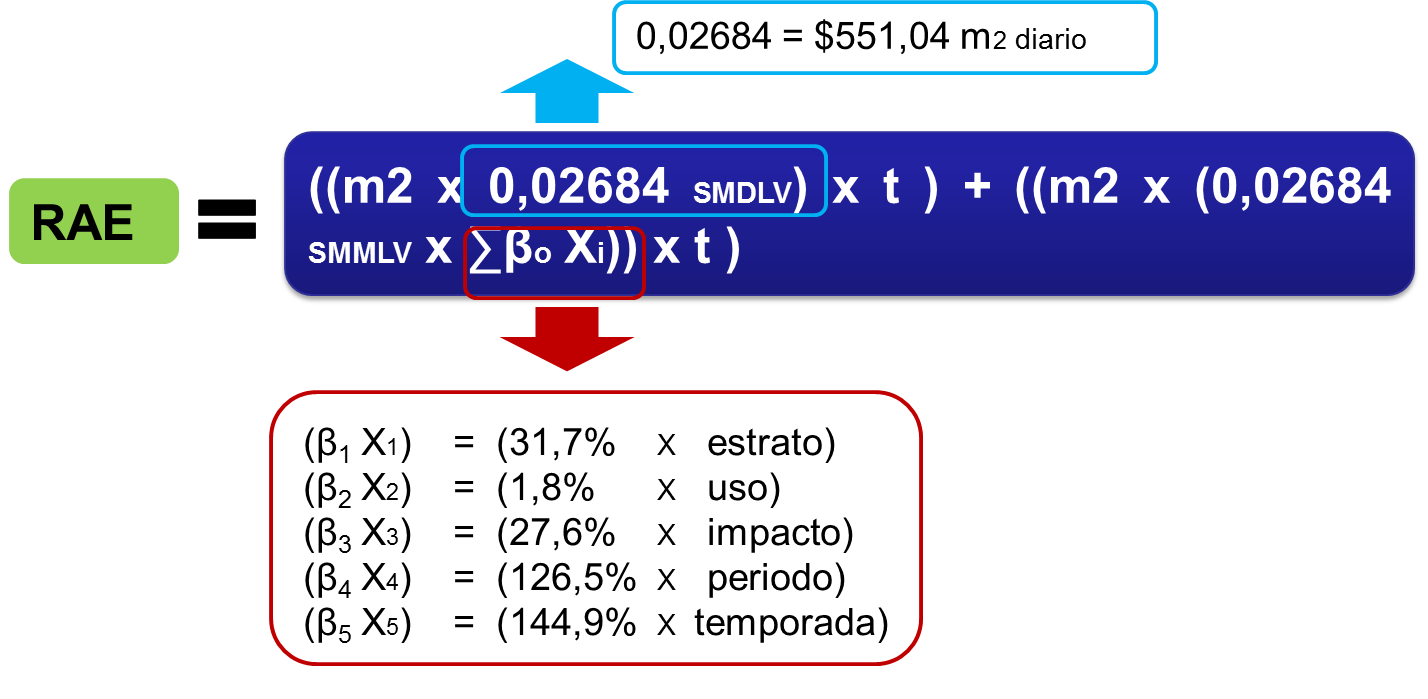 0,02684 = $551,04 m2 diario
RAE = ((m2 x 0,02684 SMDLV) x t ) + ((m2 x (0,02684
SMMLV x ∑βo Xi)) x t )
(β1 X1) = (31,7% X estrato)
(β2 X2) = (1,8% X uso)
(β3 X3) = (27,6% X impacto)
(β4 X4) = (126,5% X periodo)
(β5 X5) = (144,9% X temporada)